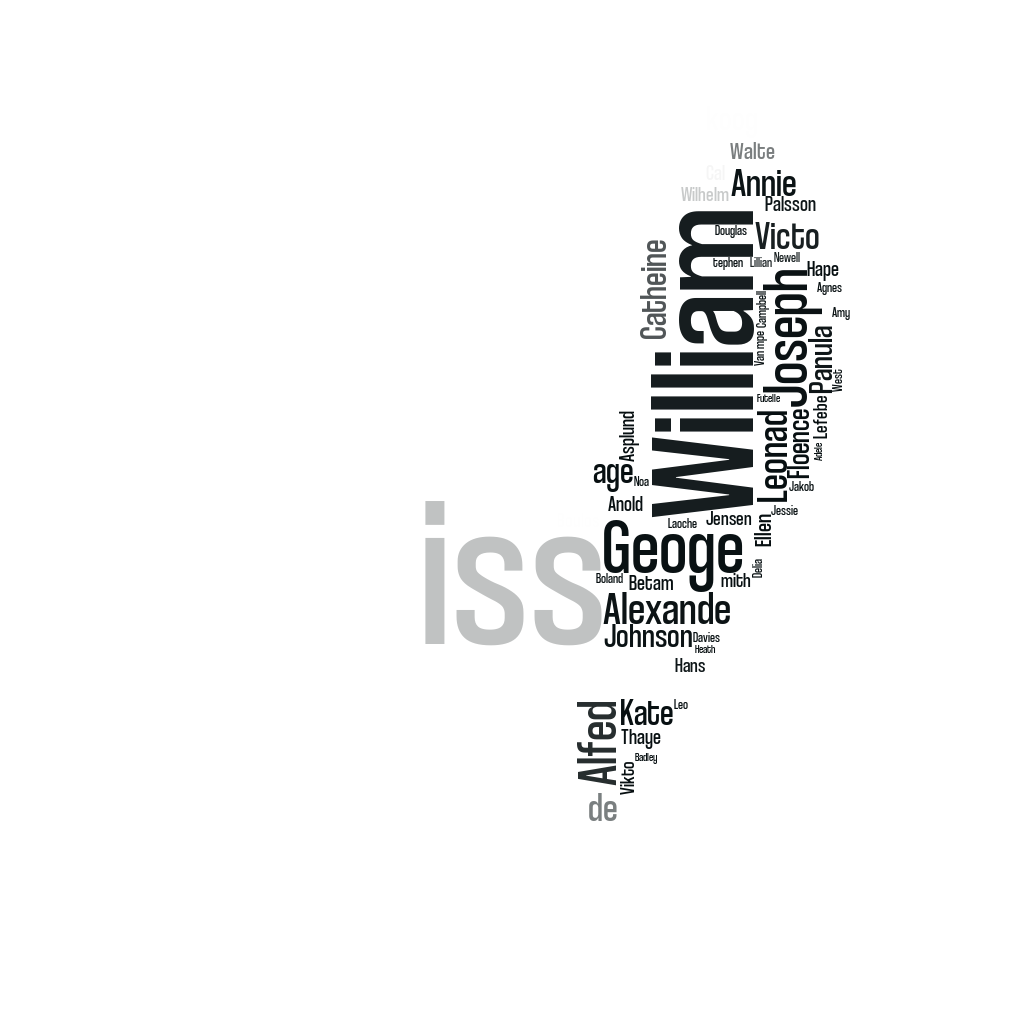 Walte
Cal
Annie
Wilhelm
Palsson
Douglas
Victo
Catheine
William
tephen
Lillian
Newell
Hape
Joseph
Agnes
Campbell
Amy
Van mpe
Panula
West
Futelle
Lefebe
Asplund
Leonad
Floence
Adele
age
Noa
Jakob
Anold
Jessie
Laoche
Jensen
Ellen
iss
Geoge
Boland
Betam
mith
Delia
Alexande
Johnson
Davies
Heath
Hans
Alfed
Kate
Leo
Thaye
Badley
Vikto
de